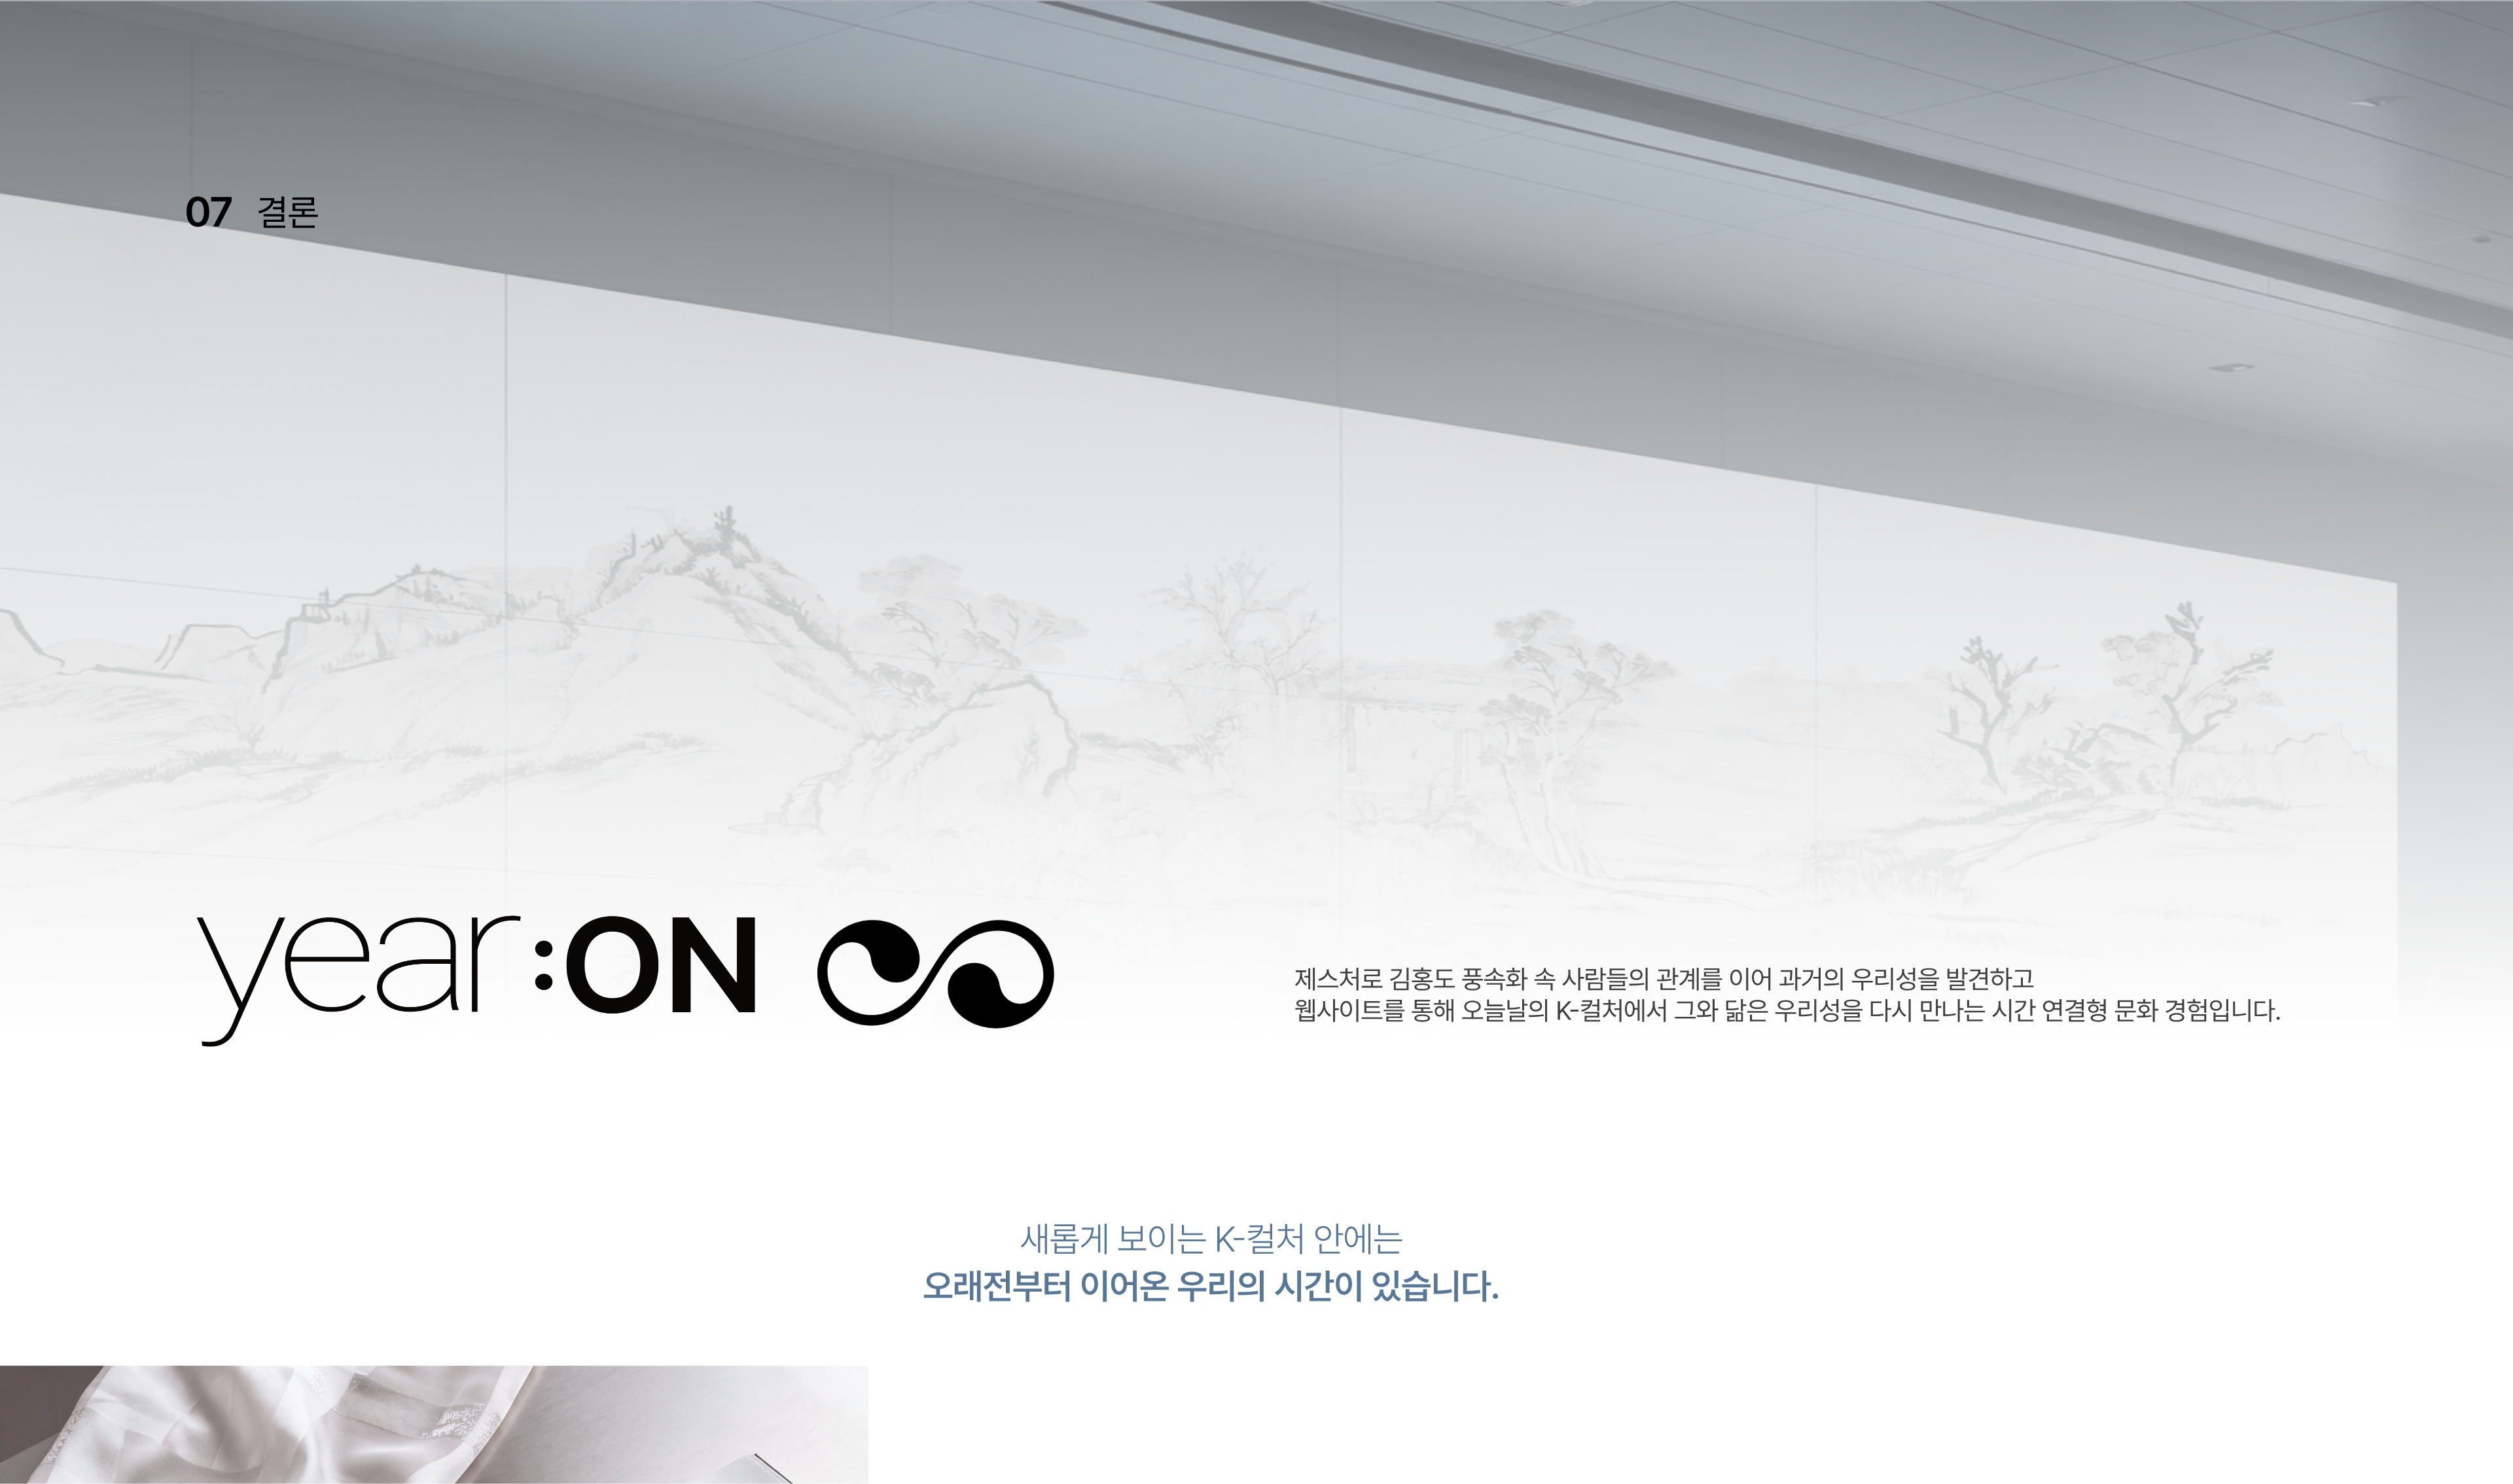 07 결론
year:ON
제스처로 김홍도 풍속화 속 사람들의 관계를 이어 과거의 우리성을 발견하고
웹사이트를 통해 오늘날의 K-컬처에서 그와 닮은 우리성을 다시 만나는 시간 연결형 문화 경험입니다.
새롭게 보이는 K-컬처 안에는
오래전부터 이어온 우리의 시간이 있습니다.